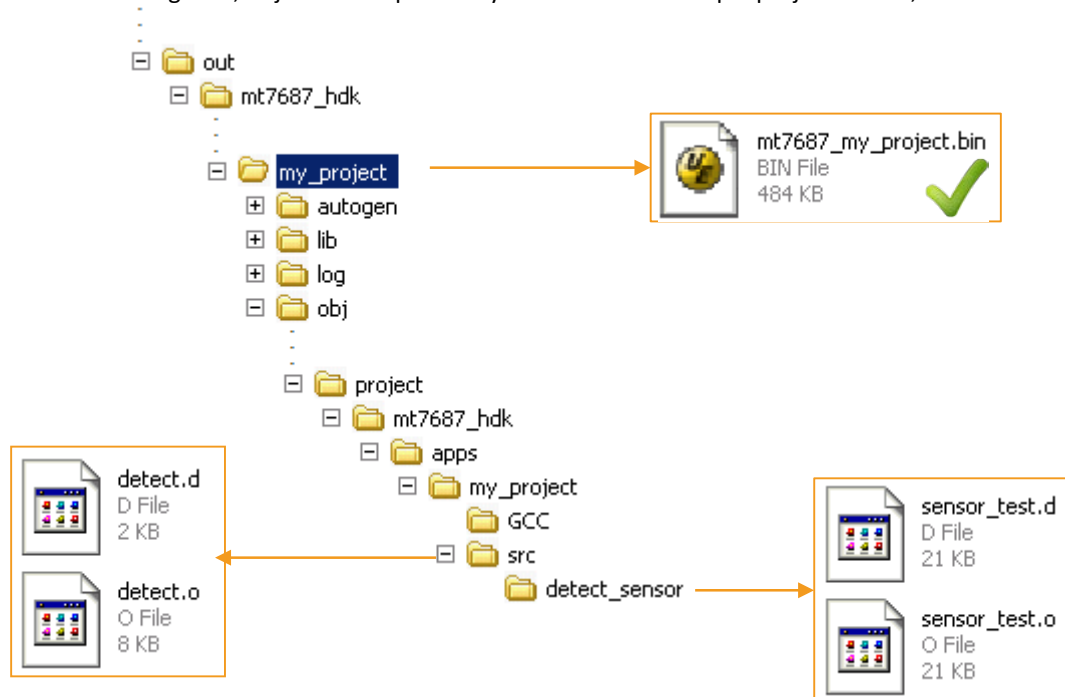 out
mt7687_hdk
my_project
mt7687_my_project.bin
BIN File
484 KB
autogen
lib
log
obj
project
mt7687_hdk
apps
my_project
GCC
src
detect_sensor
detect.d
D File
2 KB
detect.o
O File
8 KB
sensor_test.d
D File
21 KB
sensor_test.o
O File
21 KB